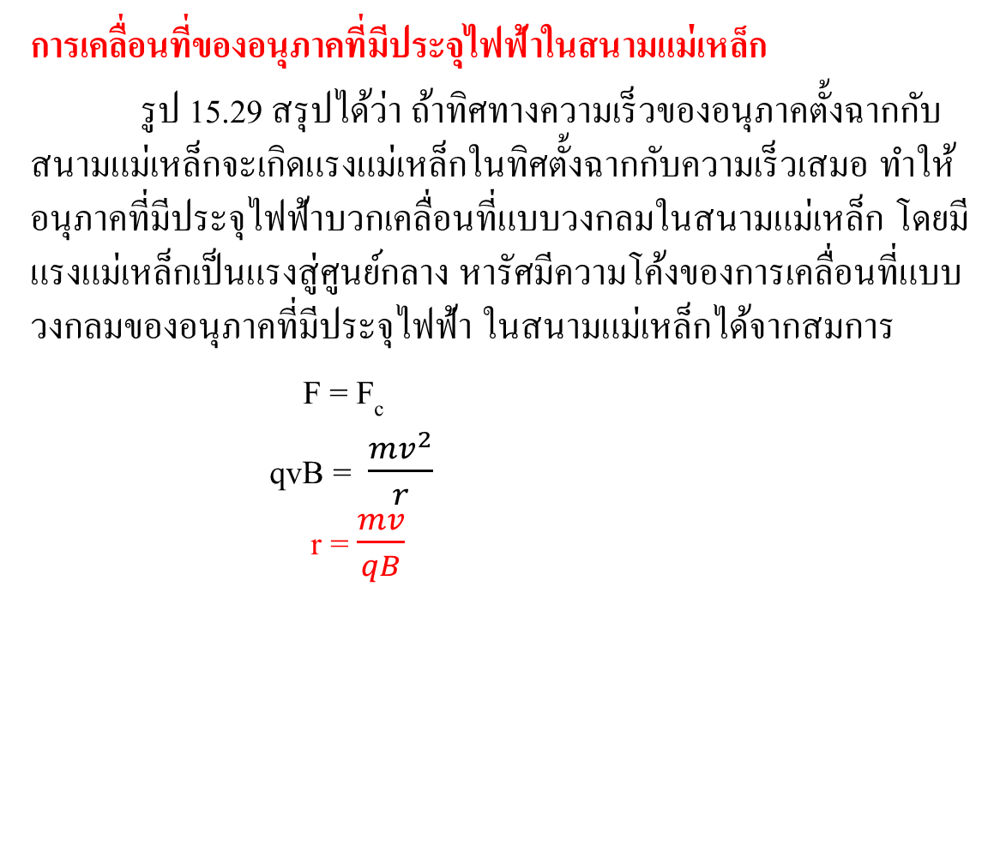 การเคลื่อนที่ของอนุภาคที่มีประจุไฟฟ้าในสนามแม่เหล็ก
รูป 15.29 สรุปได้ว่า ถ้าทิศทางความเร็วของอนุภาคตั้งฉากกับ
สนามแม่เหล็กจะเกิดแรงแม่เหล็กในทิศตั้งฉากกับความเร็วเสมอ ทำให้
อนุภาคที่มีประจุไฟฟ้าบวกเคลื่อนที่แบบวงกลมในสนามแม่เหล็ก โดยมี
แรงแม่เหล็กเป็นแรงสู่ศูนย์กลาง หารัศมีความโค้งของการเคลื่อนที่แบบ
วงกลมของอนุภาคที่มีประจุไฟฟ้า ในสนามแม่เหล็กได้จากสมการ
F = F_c
qvB = \frac{mv^2}{r}
r = \frac{mv}{qB}